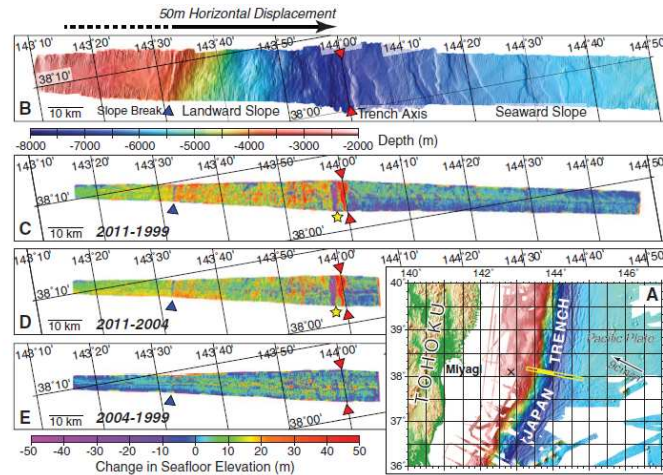 50m Horizontal Displacement
143˚10' 143˚20' 143˚30' 143˚40' 143˚50' 144˚00' 144˚10' 144˚20' 144˚30' 144˚40' 144˚50'
38˚10'
38˚00'
B
10 km
Slope Break
Landward Slope
Trench Axis
Seaward Slope
-8000 -7000 -6000 -5000 -4000 -3000 -2000
Depth (m)
143˚10' 143˚20' 143˚30' 143˚40' 143˚50' 144˚00' 144˚10' 144˚20' 144˚30' 144˚40' 144˚50'
38˚10'
38˚00'
C
10 km
2011-1999
143˚10' 143˚20' 143˚30' 143˚40' 143˚50' 144˚00'
38˚10'
38˚00'
D
10 km
2011-2004
143˚10' 143˚20' 143˚30' 143˚40' 143˚50' 144˚00'
38˚10'
38˚00'
E
10 km
2004-1999
-50 -40 -30 -20 -10 0 10 20 30 40 50
Change in Seafloor Elevation (m)
140˚ 142˚ 144˚ 146˚
A
40˚
39˚
38˚
37˚
36˚
TOHOKU
Miyagi
JAPAN TRENCH
Pacific Plate